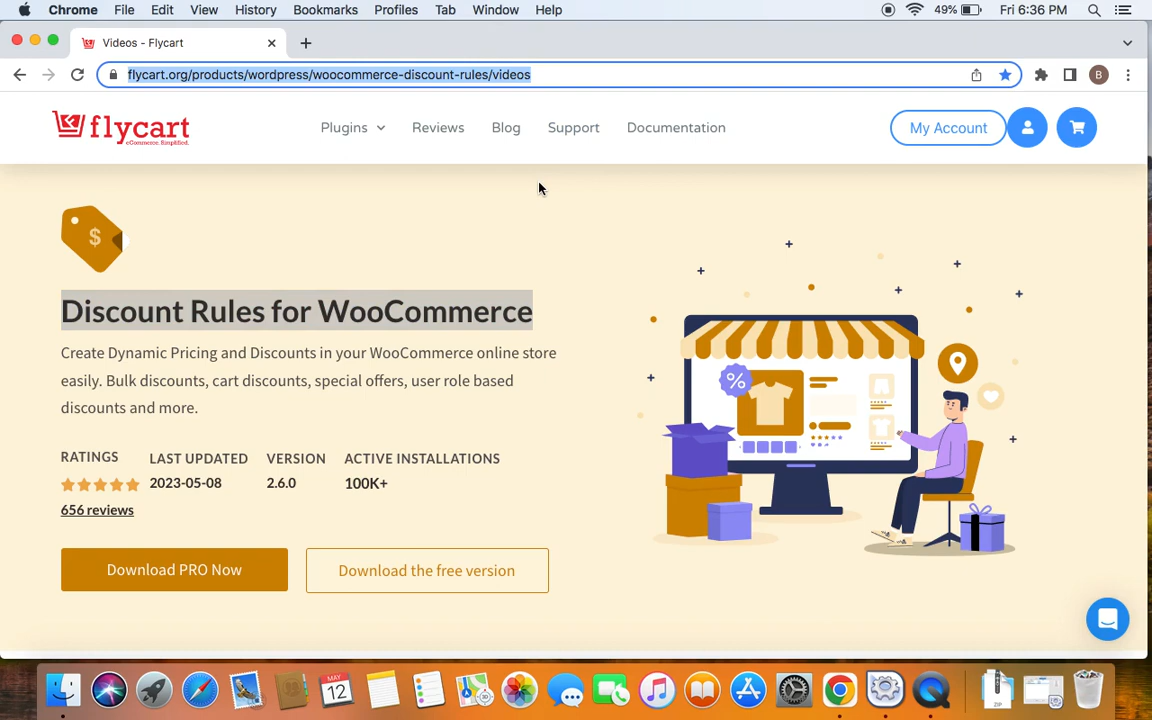 Chrome File Edit View History Bookmarks Profiles Tab Window Help 49% Fri 6:36 PM
Videos - Flycart
flycart.org/products/wordpress/woocommerce-discount-rules/videos B
flycart
eCommerce. Simplified.
Plugins Reviews Blog Support Documentation My Account
$
Discount Rules for WooCommerce
Create Dynamic Pricing and Discounts in your WooCommerce online store
easily. Bulk discounts, cart discounts, special offers, user role based
discounts and more.
RATINGS LAST UPDATED VERSION ACTIVE INSTALLATIONS
2023-05-08 2.6.0 100K+
656 reviews
Download PRO Now Download the free version
%
MAY
12
ZIP